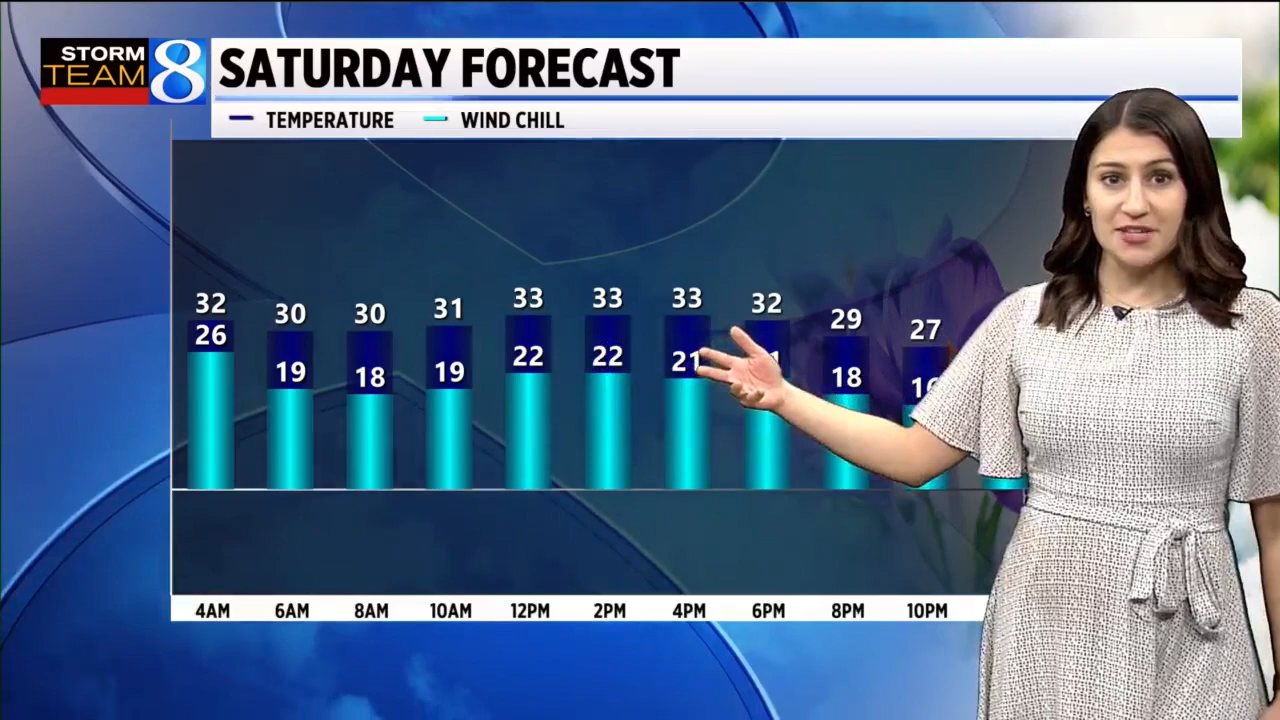 STORM
TEAM 8
SATURDAY FORECAST
TEMPERATURE WIND CHILL
32 30 30 31 33 33 33 32 29 27
26 19 18 19 22 22 21 18
4AM 6AM 8AM 10AM 12PM 2PM 4PM 6PM 8PM 10PM